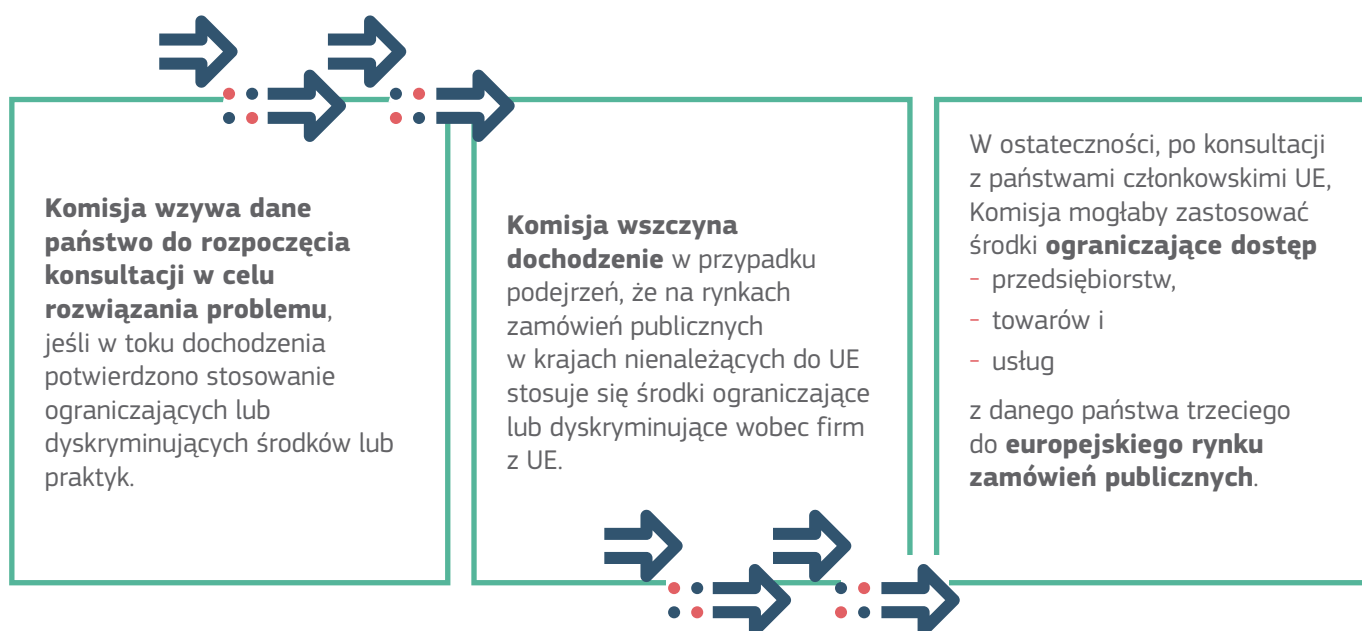 Komisja wzywa dane
państwo do rozpoczęcia
konsultacji w celu
rozwiązania problemu,
jeśli w toku dochodzenia
potwierdzono stosowanie
ograniczających lub
dyskryminujących środków lub
praktyk.
Komisja wszczyna
dochodzenie w przypadku
podejrzeń, że na rynkach
zamówień publicznych
w krajach nienależących do UE
stosuje się środki ograniczające
lub dyskryminujące wobec firm
z UE.
W ostateczności, po konsultacji
z państwami członkowskimi UE,
Komisja mogłaby zastosować
środki ograniczające dostęp
- przedsiębiorstw,
- towarów i
- usług
z danego państwa trzeciego
do europejskiego rynku
zamówień publicznych.